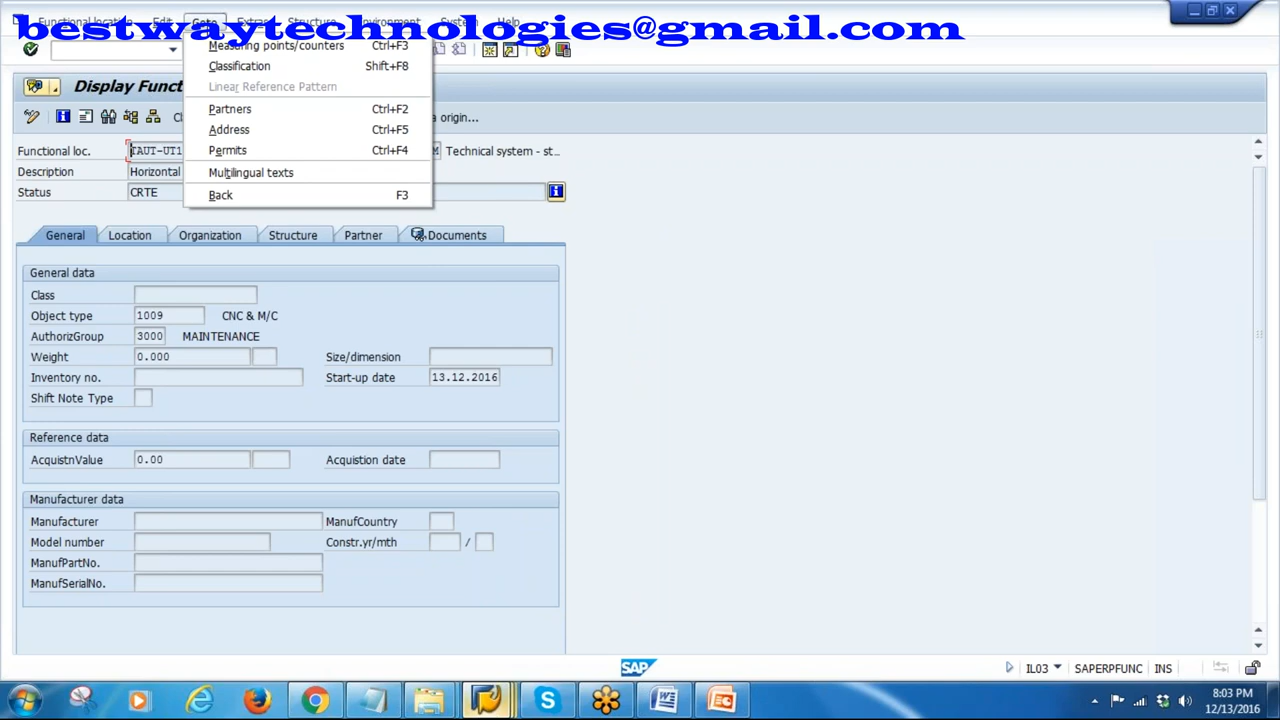 Functional location Edit Goto Extras Structure Environment System Help
bestwaytechnologies@gmail.com
Measuring points/counters Ctrl+F3
Classification Shift+F8
Linear Reference Pattern
Partners Ctrl+F2
Address Ctrl+F5
Permits Ctrl+F4
Multilingual texts
Back F3
Display Funct
a origin...
Functional loc. IAUT-UT1 M Technical system - st...
Description Horizontal
Status CRTE
General Location Organization Structure Partner Documents
General data
Class
Object type 1009 CNC & M/C
AuthorizGroup 3000 MAINTENANCE
Weight 0.000 Size/dimension
Inventory no. Start-up date 13.12.2016
Shift Note Type
Reference data
AcquistnValue 0.00 Acquistion date
Manufacturer data
Manufacturer ManufCountry
Model number Constr.yr/mth /
ManufPartNo.
ManufSerialNo.
SAP IL03 SAPERPFUNC INS
8:03 PM
12/13/2016